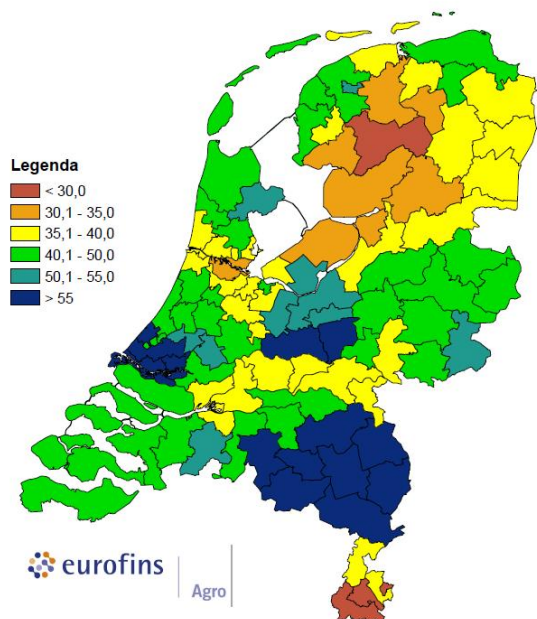 Legenda
< 30,0
30,1 - 35,0
35,1 - 40,0
40,1 - 50,0
50,1 - 55,0
> 55
eurofins
Agro